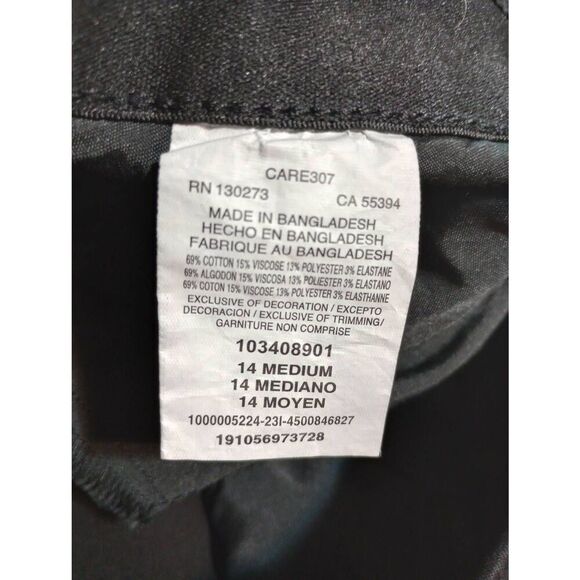 CARE307
RN 130273 CA 55394
MADE IN BANGLADESH
HECHO EN BANGLADESH
FABRIQUE AU BANGLADESH
69% COTTON 15% VISCOSE 13% POLYESTER 3% ELASTANE
69% ALGODON 15% VISCOSA 13% POLIESTER 3% ELASTANO
69% COTON 15% VISCOSE 13% POLYESTER 3% ELASTHANNE
EXCLUSIVE OF DECORATION / EXCEPTO
DECORACION / EXCLUSIVE OF TRIMMING/
GARNITURE NON COMPRISE
103408901
14 MEDIUM
14 MEDIANO
14 MOYEN
1000005224-23I-4500846827
191056973728